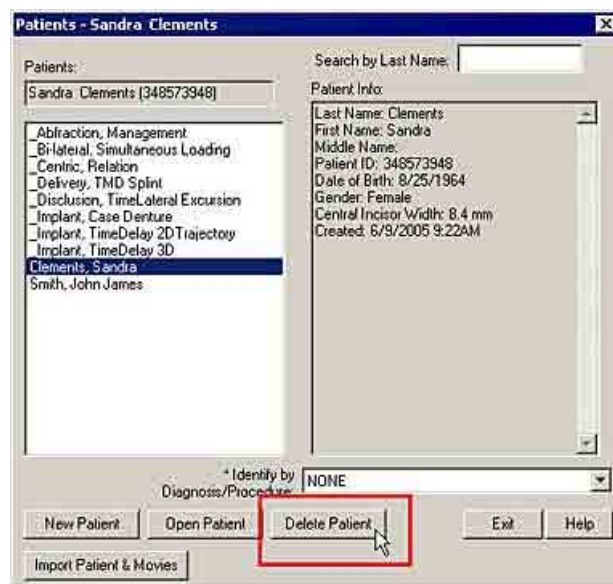 Patients - Sandra Clements
Patients:
Sandra Clements (348573948)
_Abfraction, Management
_Bi-lateral, Simultaneous Loading
_Centric, Relation
_Delivery, TMD Splint
_Disclusion, TimeLateral Excursion
_Implant, Case Denture
_Implant, TimeDelay 2DTrajectory
_Implant, TimeDelay 3D
Clements, Sandra
Smith, John James
Search by Last Name:
Patient Info:
Last Name: Clements
First Name: Sandra
Middle Name:
Patient ID: 348573948
Date of Birth: 8/25/1964
Gender: Female
Central Incisor Width: 8.4 mm
Created: 6/9/2005 9:22AM
* Identify by
Diagnosis/Procedure
NONE
New Patient
Open Patient
Delete Patient
Exit
Help
Import Patient & Movies